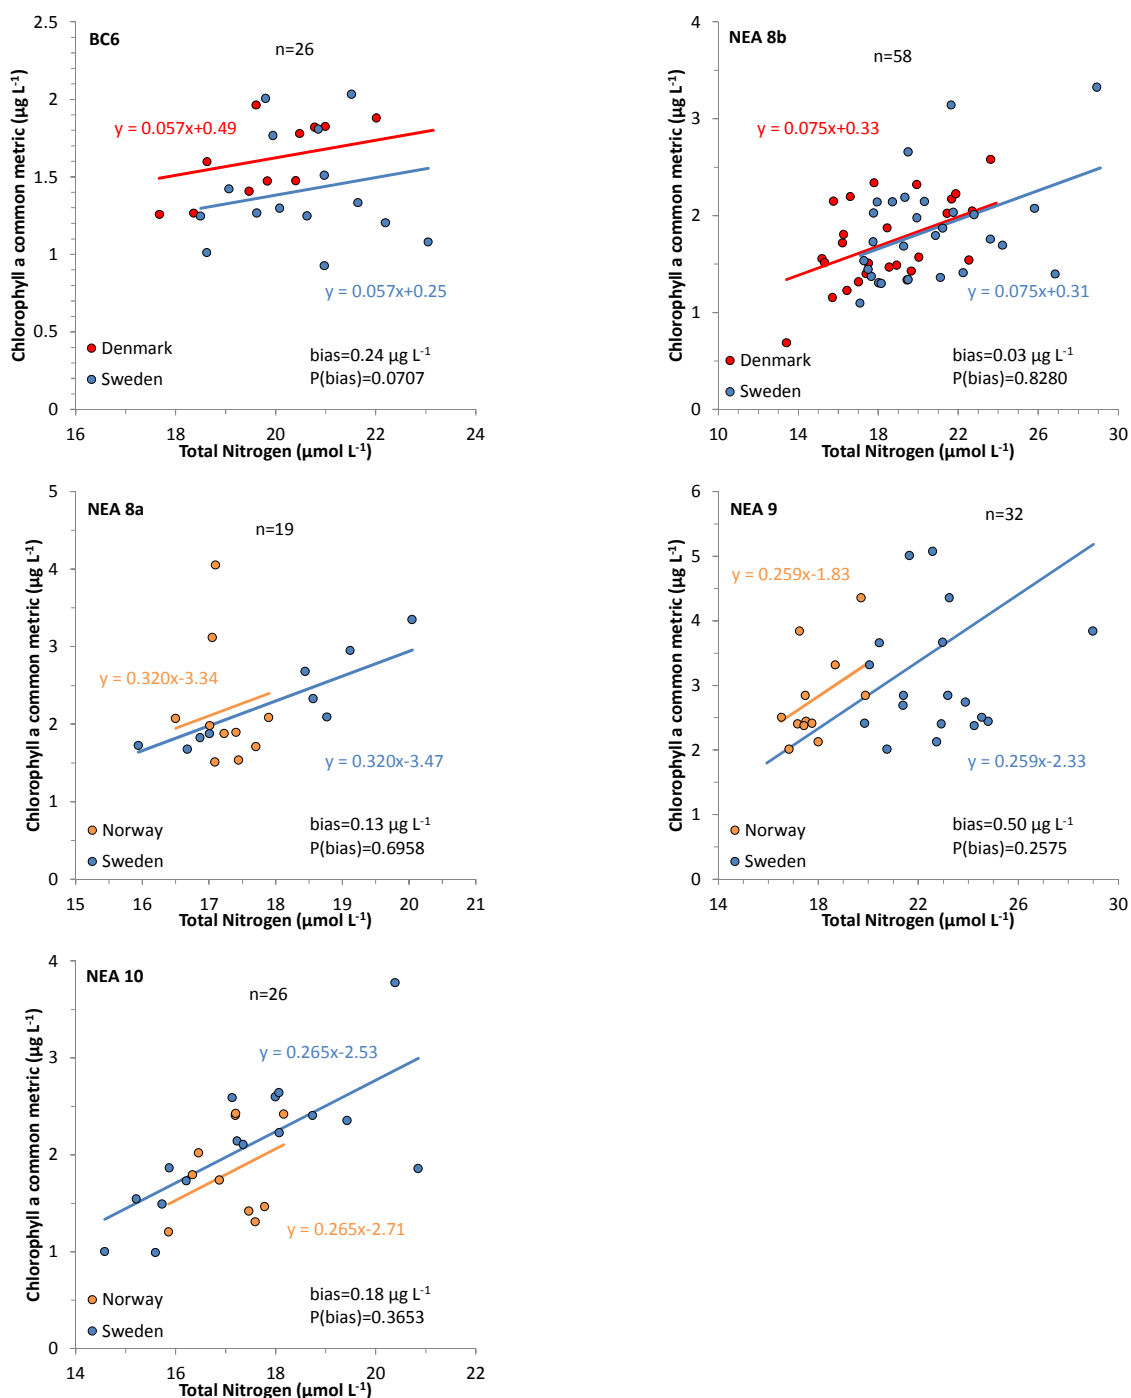 BC6
n=26
Chlorophyll a common metric (µg L-1)
2.5
2
1.5
1
0.5
0
y = 0.057x+0.49
y = 0.057x+0.25
Denmark
Sweden
bias=0.24 µg L-1
P(bias)=0.0707
16 18 20 22 24
Total Nitrogen (µmol L-1)
NEA 8b
n=58
Chlorophyll a common metric (µg L-1)
4
3
2
1
0
y = 0.075x+0.33
y = 0.075x+0.31
Denmark
Sweden
bias=0.03 µg L-1
P(bias)=0.8280
10 14 18 22 26 30
Total Nitrogen (µmol L-1)
NEA 8a
n=19
Chlorophyll a common metric (µg L-1)
5
4
3
2
1
0
y = 0.320x-3.34
y = 0.320x-3.47
Norway
Sweden
bias=0.13 µg L-1
P(bias)=0.6958
15 16 17 18 19 20 21
Total Nitrogen (µmol L-1)
NEA 9
n=32
Chlorophyll a common metric (µg L-1)
6
5
4
3
2
1
0
y = 0.259x-1.83
y = 0.259x-2.33
Norway
Sweden
bias=0.50 µg L-1
P(bias)=0.2575
14 18 22 26 30
Total Nitrogen (µmol L-1)
NEA 10
n=26
Chlorophyll a common metric (µg L-1)
4
3
2
1
0
y = 0.265x-2.53
y = 0.265x-2.71
Norway
Sweden
bias=0.18 µg L-1
P(bias)=0.3653
14 16 18 20 22
Total Nitrogen (µmol L-1)